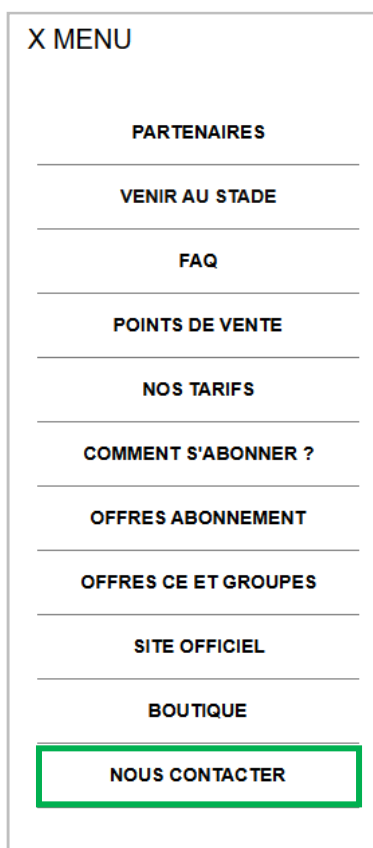 X MENU
PARTENAIRES
VENIR AU STADE
FAQ
POINTS DE VENTE
NOS TARIFS
COMMENT S'ABONNER ?
OFFRES ABONNEMENT
OFFRES CE ET GROUPES
SITE OFFICIEL
BOUTIQUE
NOUS CONTACTER